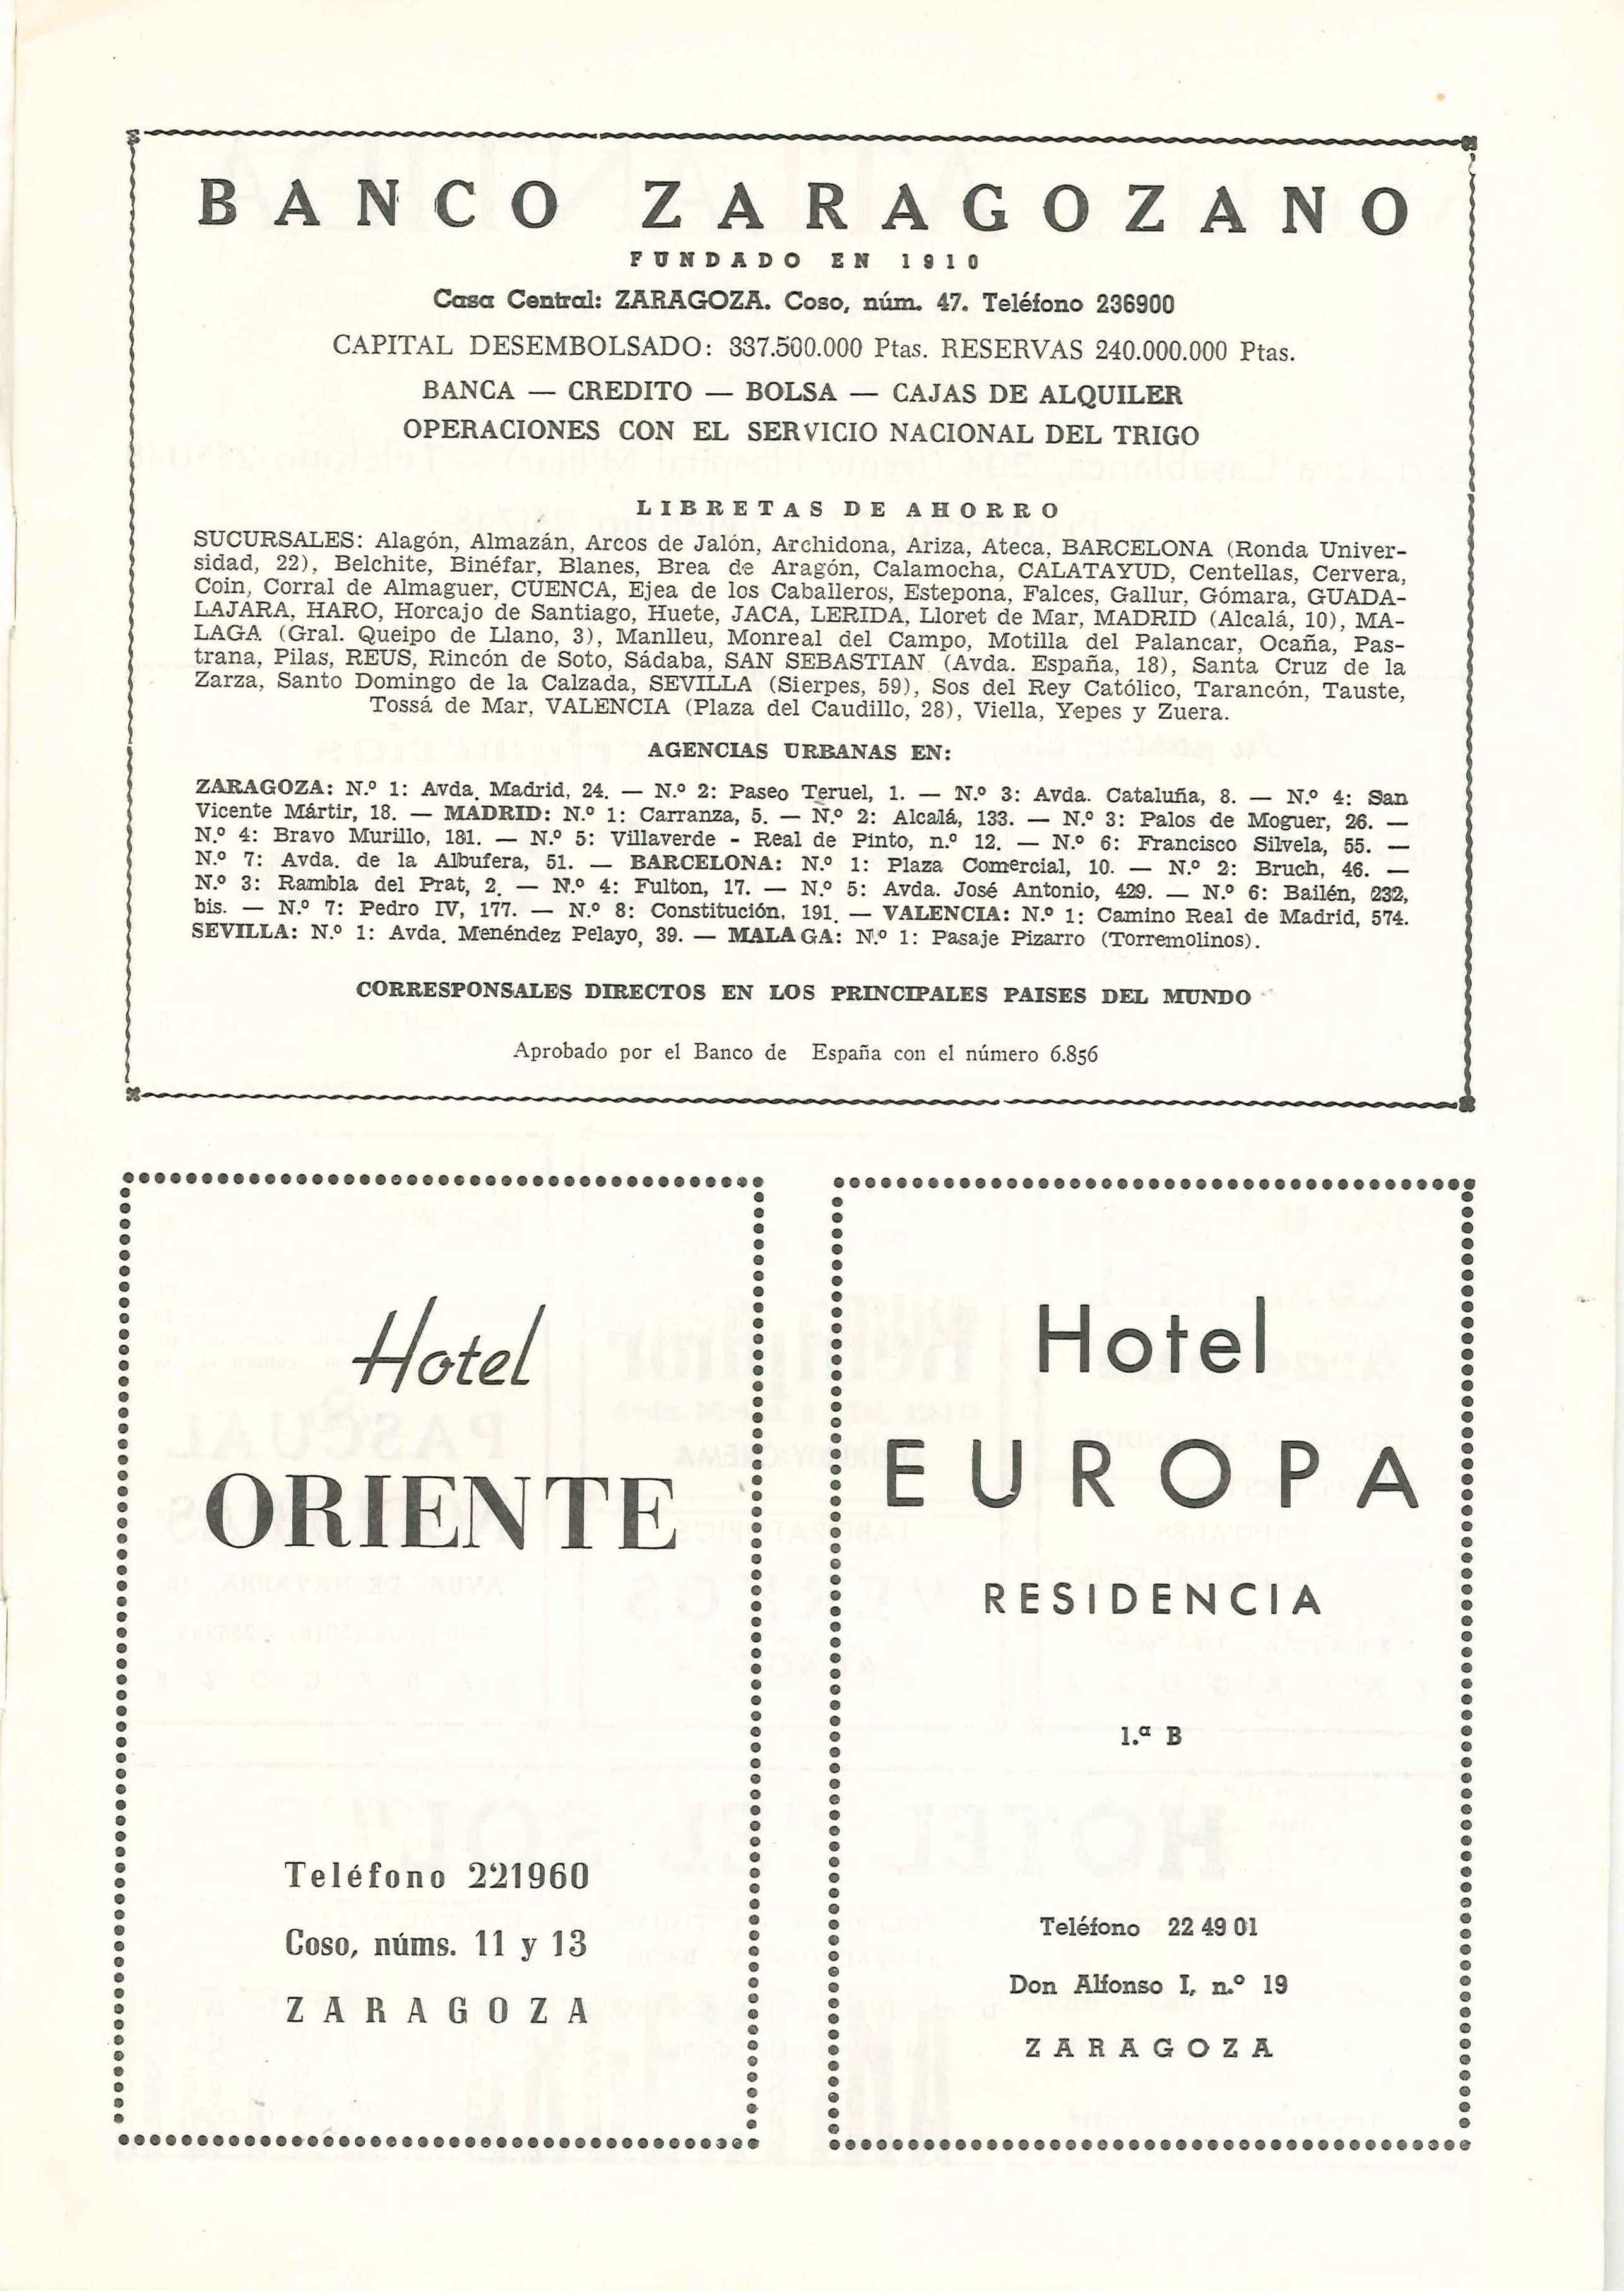 BANCO ZARAGOZANO
FUNDADO EN 1910
Casa Central: ZARAGOZA. Coso, núm. 47. Teléfono 236900
CAPITAL DESEMBOLSADO: 337.500.000 Ptas. RESERVAS 240.000.000 Ptas.
BANCA — CREDITO — BOLSA — CAJAS DE ALQUILER
OPERACIONES CON EL SERVICIO NACIONAL DEL TRIGO
LIBRETAS DE AHORRO
SUCURSALES: Alagón, Almazán, Arcos de Jalón, Archidona, Ariza, Ateca, BARCELONA (Ronda Univer-
sidad, 22), Belchite, Binéfar, Blanes, Brea de Aragón, Calamocha, CALATAYUD, Centellas, Cervera,
Coin, Corral de Almaguer, CUENCA, Ejea de los Caballeros, Estepona, Falces, Gallur, Gómara, GUADA-
LAJARA, HARO, Horcajo de Santiago, Huete, JACA, LERIDA, Lloret de Mar, MADRID (Alcalá, 10), MA-
LAGA (Gral. Queipo de Llano, 3), Manlleu, Monreal del Campo, Motilla del Palancar, Ocaña, Pas-
trana, Pilas, REUS, Rincón de Soto, Sádaba, SAN SEBASTIAN (Avda. España, 18), Santa Cruz de la
Zarza, Santo Domingo de la Calzada, SEVILLA (Sierpes, 59), Sos del Rey Católico, Tarancón, Tauste,
Tossá de Mar, VALENCIA (Plaza del Caudillo, 28), Viella, Yepes y Zuera.
AGENCIAS URBANAS EN:
ZARAGOZA: N.º 1: Avda. Madrid, 24. — N.º 2: Paseo Teruel, 1. — N.º 3: Avda. Cataluña, 8. — N.º 4: San
Vicente Mártir, 18. — MADRID: N.º 1: Carranza, 5. — N.º 2: Alcalá, 133. — N.º 3: Palos de Moguer, 26. —
N.º 4: Bravo Murillo, 181. — N.º 5: Villaverde - Real de Pinto, n.º 12. — N.º 6: Francisco Silvela, 55. —
N.º 7: Avda. de la Albufera, 51. — BARCELONA: N.º 1: Plaza Comercial, 10. — N.º 2: Bruch, 46. —
N.º 3: Rambla del Prat, 2. — N.º 4: Fulton, 17. — N.º 5: Avda. José Antonio, 429. — N.º 6: Bailén, 232,
bis. — N.º 7: Pedro IV, 177. — N.º 8: Constitución, 191. — VALENCIA: N.º 1: Camino Real de Madrid, 574.
SEVILLA: N.º 1: Avda. Menéndez Pelayo, 39. — MALAGA: N.º 1: Pasaje Pizarro (Torremolinos).
CORRESPONSALES DIRECTOS EN LOS PRINCIPALES PAISES DEL MUNDO
Aprobado por el Banco de España con el número 6.856
Hotel
ORIENTE
Teléfono 221960
Coso, núms. 11 y 13
ZARAGOZA
Hotel
EUROPA
RESIDENCIA
1.ª B
Teléfono 22 49 01
Don Alfonso I, n.º 19
ZARAGOZA